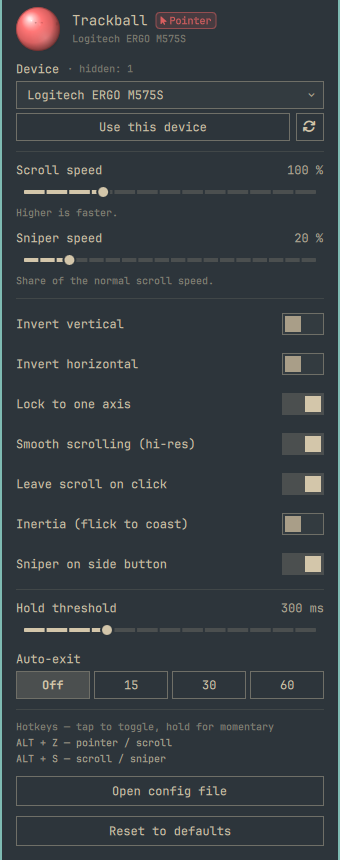 Trackball Pointer
Logitech ERGO M575S
Device · hidden: 1
Logitech ERGO M575S
Use this device
Scroll speed 100 %
Higher is faster.
Sniper speed 20 %
Share of the normal scroll speed.
Invert vertical
Invert horizontal
Lock to one axis
Smooth scrolling (hi-res)
Leave scroll on click
Inertia (flick to coast)
Sniper on side button
Hold threshold 300 ms
Auto-exit
Off 15 30 60
Hotkeys — tap to toggle, hold for momentary
ALT + Z — pointer / scroll
ALT + S — scroll / sniper
Open config file
Reset to defaults